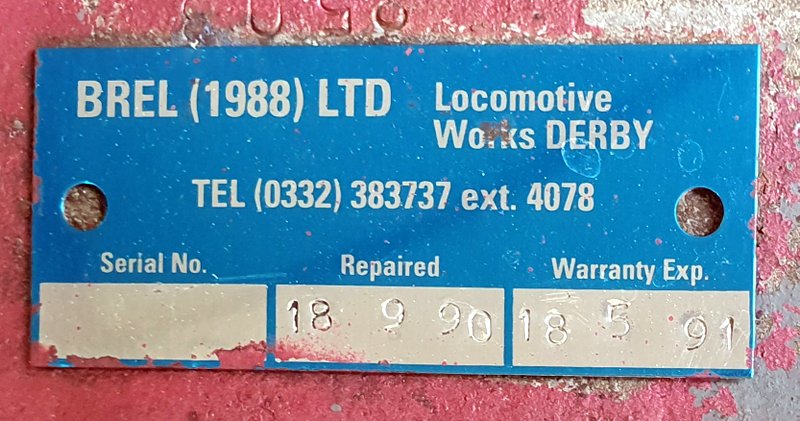 BREL (1988) LTD Locomotive
Works DERBY
TEL (0332) 383737 ext. 4078
Serial No. Repaired Warranty Exp.
18 9 90 18 5 91